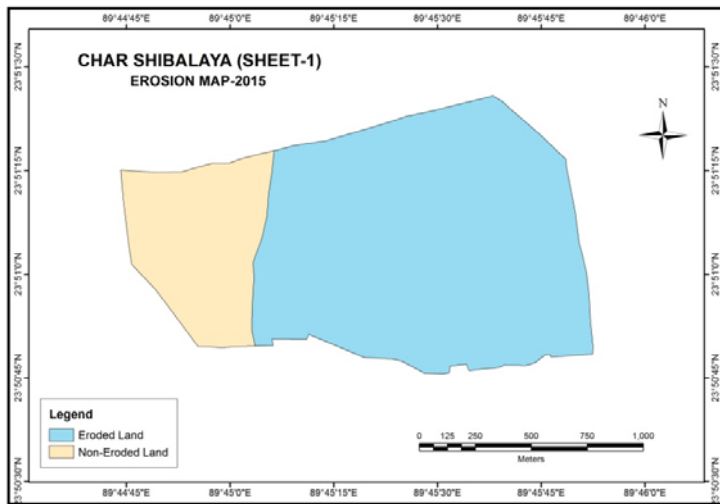 89°44'45"E 89°45'0"E 89°45'15"E 89°45'30"E 89°45'45"E 89°46'0"E
CHAR SHIBALAYA (SHEET-1)
EROSION MAP-2015
N
23°51'30"N 23°51'30"N
23°51'15"N 23°51'15"N
23°51'0"N 23°51'0"N
23°50'45"N 23°50'45"N
23°50'30"N 23°50'30"N
Legend
Eroded Land
Non-Eroded Land
0 125 250 500 750 1,000
Meters
89°44'45"E 89°45'0"E 89°45'15"E 89°45'30"E 89°45'45"E 89°46'0"E